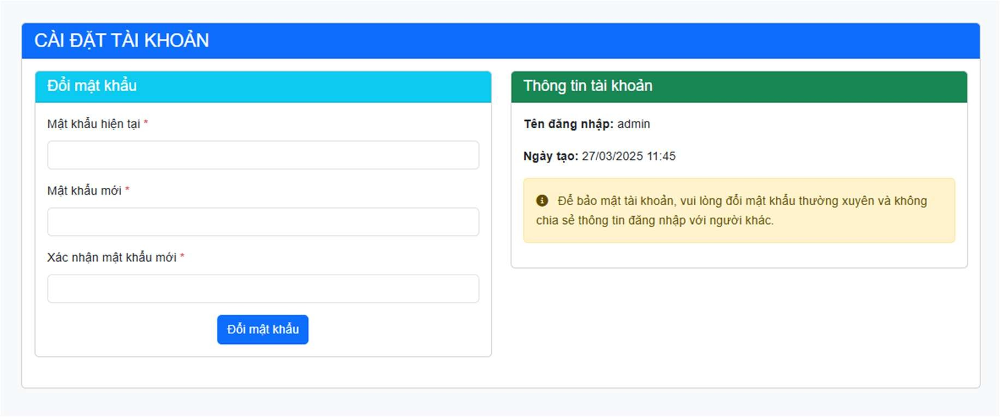 CÀI ĐẶT TÀI KHOẢN
Đổi mật khẩu
Mật khẩu hiện tại *
Mật khẩu mới *
Xác nhận mật khẩu mới *
Đổi mật khẩu
Thông tin tài khoản
Tên đăng nhập: admin
Ngày tạo: 27/03/2025 11:45
Để bảo mật tài khoản, vui lòng đổi mật khẩu thường xuyên và không
chia sẻ thông tin đăng nhập với người khác.